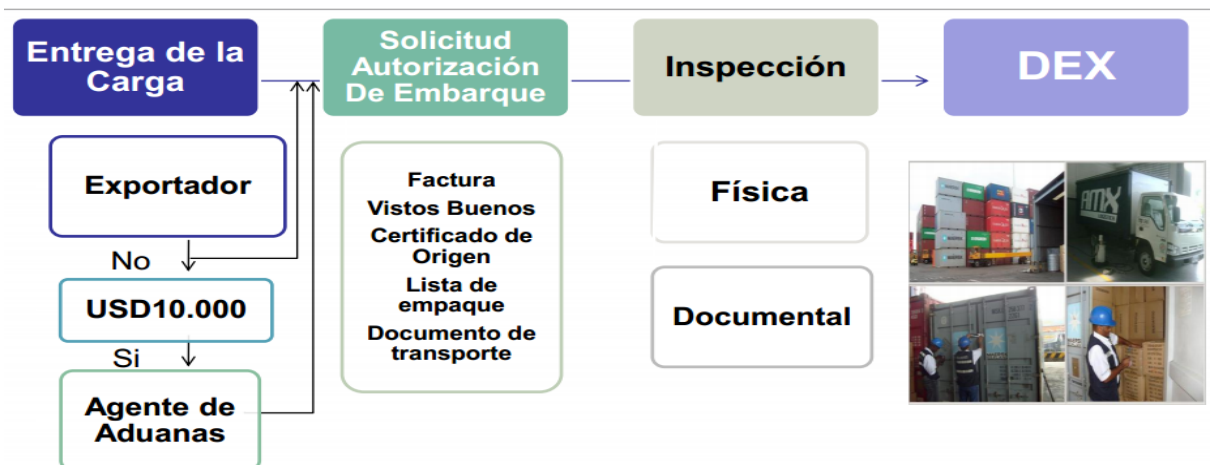 Entrega de la
Carga
Solicitud
Autorización
De Embarque
Inspección
DEX
Exportador
No
USD10.000
Si
Agente de
Aduanas
Factura
Vistos Buenos
Certificado de
Origen
Lista de
empaque
Documento de
transporte
Física
Documental
AMX